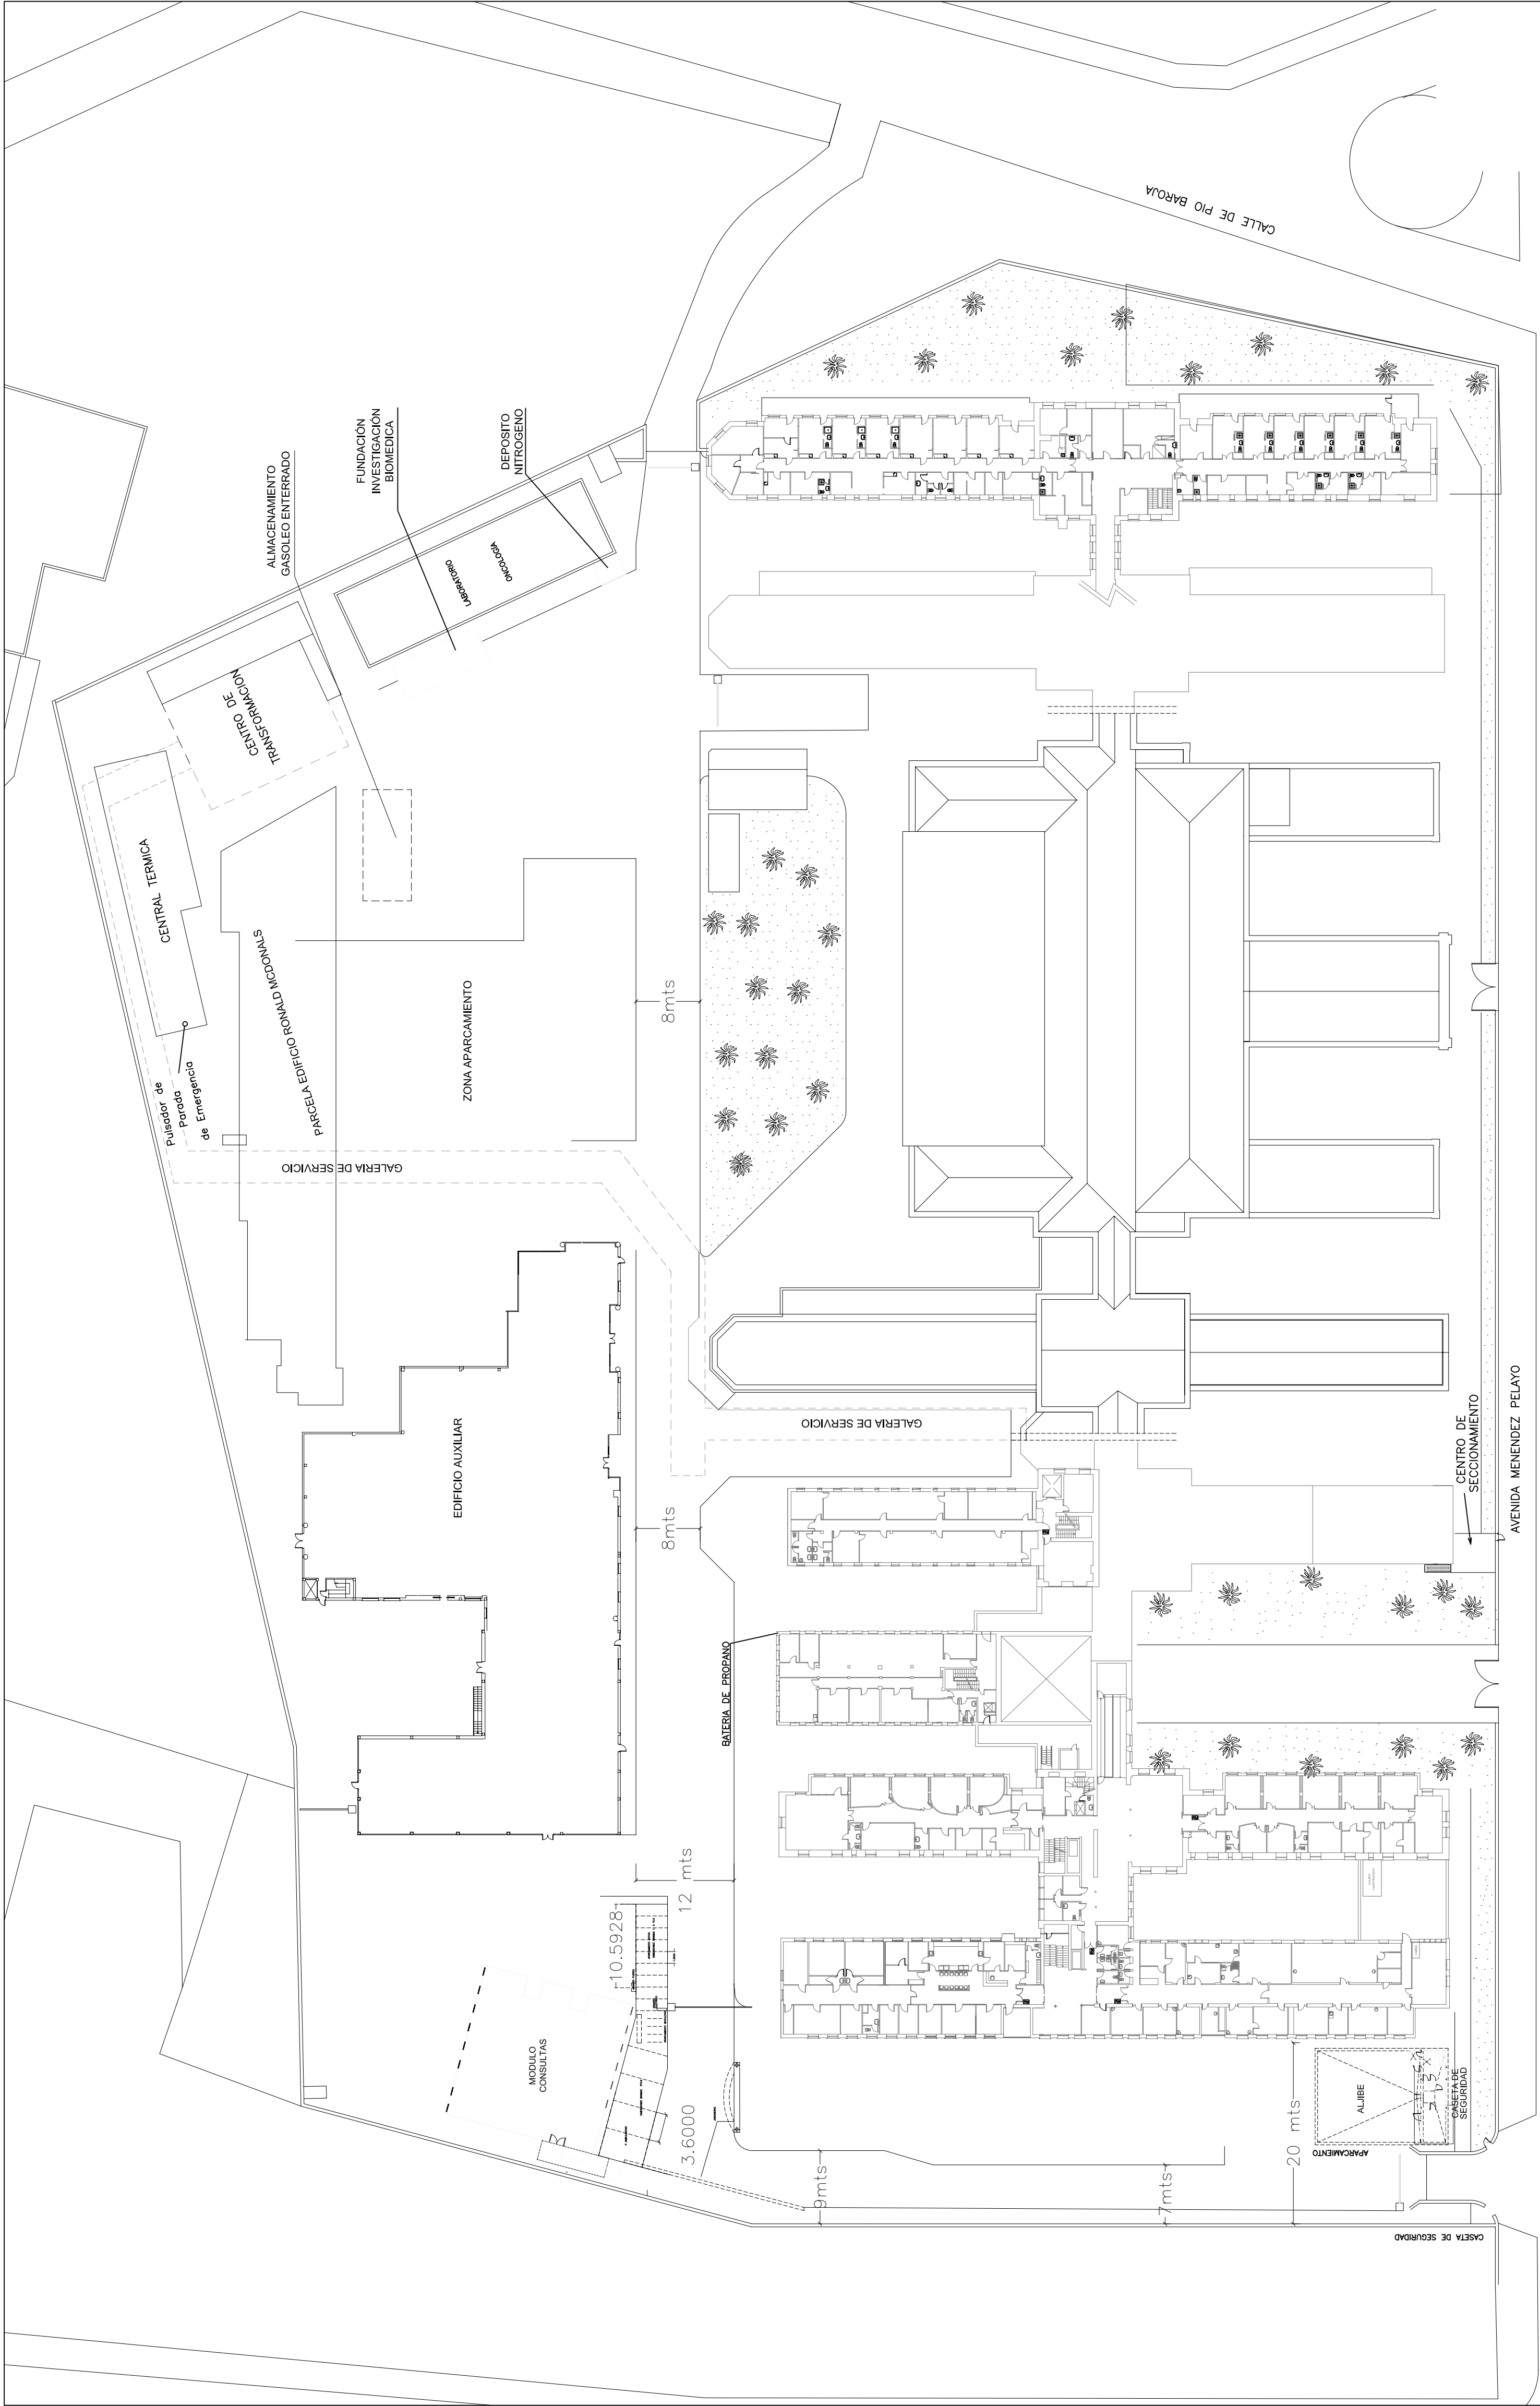 CALLE DE PIO BAROJA
ALMACENAMIENTO
GASOLEO ENTERRADO
FUNDACIÓN
INVESTIGACIÓN
BIOMEDICA
DEPOSITO
NITROGENO
LABORATORIO
ONCOLOGÍA
CENTRO DE
TRANSFORMACION
CENTRAL TERMICA
Pulsador de
Parada
de Emergencia
PARCELA EDIFICIO RONALD MCDONALS
ZONA APARCAMIENTO
8mts
GALERIA DE SERVICIO
EDIFICIO AUXILIAR
GALERIA DE SERVICIO
8mts
CENTRO DE
SECCIONAMIENTO
AVENIDA MENENDEZ PELAYO
BATERIA DE PROPANO
12 mts
10.5928
MODULO
CONSULTAS
3.6000
9mts
7mts
20 mts
ALJIBE
APARCAMIENTO
CASETA DE
SEGURIDAD
CASETA DE SEGURIDAD